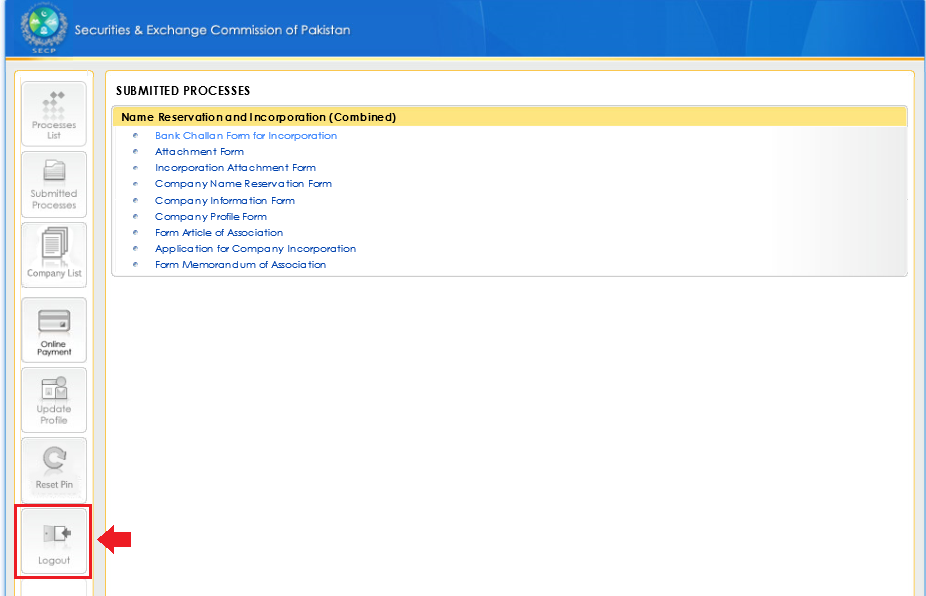 Securities & Exchange Commission of Pakistan
SECP
Processes
List
Submitted
Processes
Company List
Online
Payment
Update
Profile
Reset Pin
Logout
SUBMITTED PROCESSES
Name Reservation and Incorporation (Combined)
Bank Challan Form for Incorporation
Attachment Form
Incorporation Attachment Form
Company Name Reservation Form
Company Information Form
Company Profile Form
Form Article of Association
Application for Company Incorporation
Form Memorandum of Association